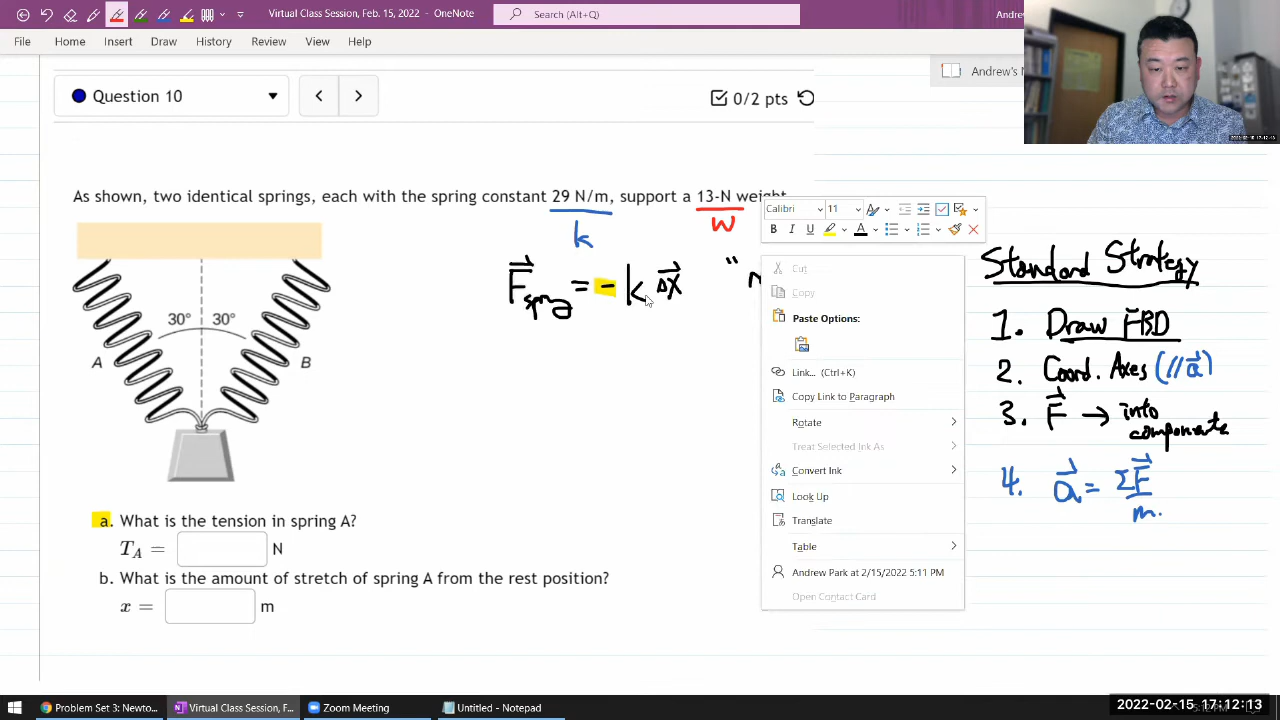 Virtual Class Session, Feb. 15, 2022 - OneNote
Search (Alt+Q)
Andrew
File Home Insert Draw History Review View Help
Andrew's N
Question 10
0/2 pts
As shown, two identical springs, each with the spring constant 29 N/m, support a 13-N weight
k
w
F spring = - k Δx
"
30° 30°
A
B
a. What is the tension in spring A?
T_A = N
b. What is the amount of stretch of spring A from the rest position?
x = m
Calibri 11
B I U A
Cut
Copy
Paste Options:
Link... (Ctrl+K)
Copy Link to Paragraph
Rotate
Treat Selected Ink As
Convert Ink
Look Up
Translate
Table
Andrew Park at 2/15/2022 5:11 PM
Open Contact Card
Standard Strategy
1. Draw FBD
2. Coord. Axes (// a)
3. F → into
components
4. a = ΣF
m.
Problem Set 3: Newto...
Virtual Class Session, F...
Zoom Meeting
Untitled - Notepad
2022-02-15 17:12:13